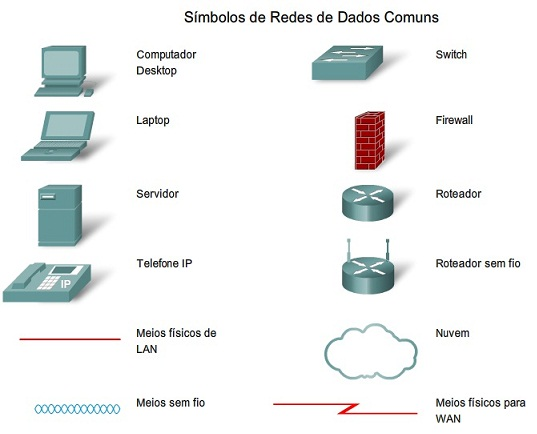 Símbolos de Redes de Dados Comuns
Computador
Desktop
Switch
Laptop
Firewall
Servidor
Roteador
Telefone IP
IP
Roteador sem fio
Meios físicos de
LAN
Nuvem
Meios sem fio
Meios físicos para
WAN